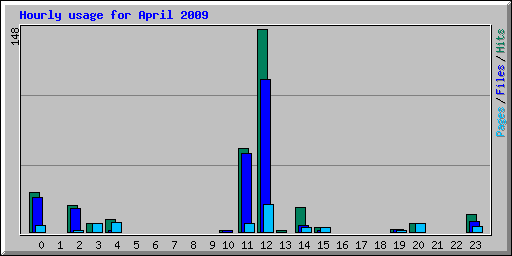 Hourly usage for April 2009
148
Pages/Files/Hits
0 1 2 3 4 5 6 7 8 9 10 11 12 13 14 15 16 17 18 19 20 21 22 23